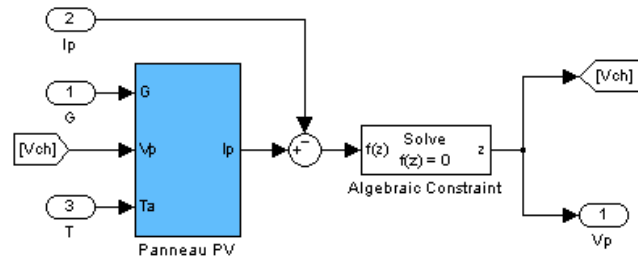 2
Ip
1
G
[Vch]
3
T
G
Vp
Ip
Ta
Panneau PV
+
−
f(z)
Solve
f(z) = 0
z
Algebraic Constraint
[Vch]
1
Vp